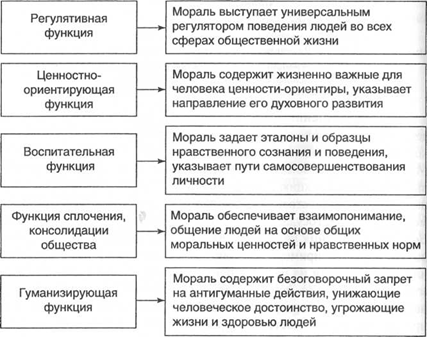 Регулятивная
функция
Мораль выступает универсальным
регулятором поведения людей во всех
сферах общественной жизни
Ценностно-
ориентирующая
функция
Мораль содержит жизненно важные для
человека ценности-ориентиры, указывает
направление его духовного развития
Воспитательная
функция
Мораль задает эталоны и образцы
нравственного сознания и поведения,
указывает пути самосовершенствования
личности
Функция сплочения,
консолидации
общества
Мораль обеспечивает взаимопонимание,
общение людей на основе общих
моральных ценностей и нравственных норм
Гуманизирующая
функция
Мораль содержит безоговорочный запрет
на антигуманные действия, унижающие
человеческое достоинство, угрожающие
жизни и здоровью людей